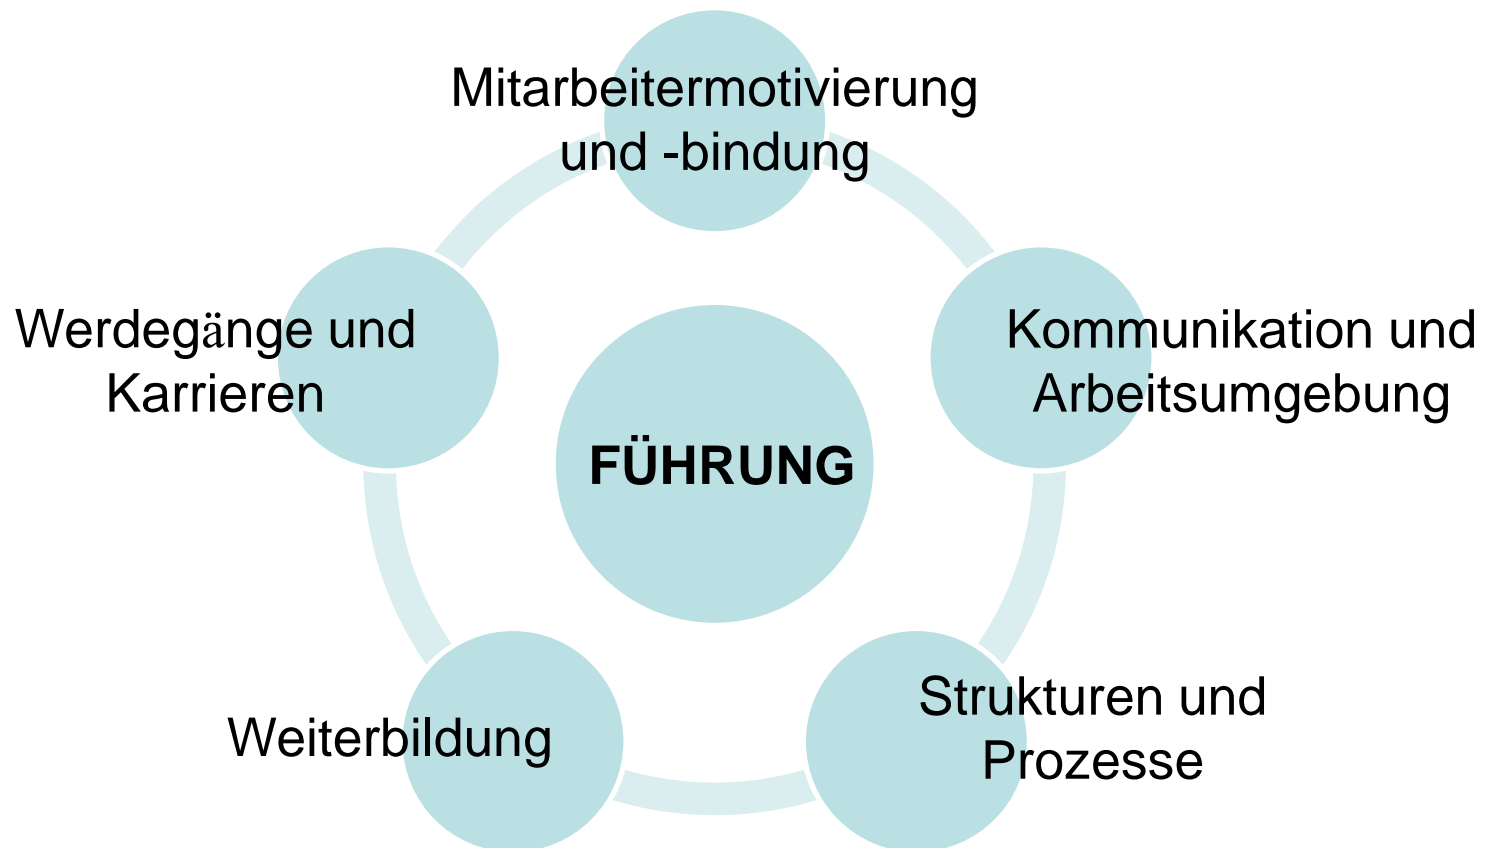 Mitarbeitermotivierung
und -bindung
Werdegänge und
Karrieren
Kommunikation und
Arbeitsumgebung
FÜHRUNG
Strukturen und
Prozesse
Weiterbildung